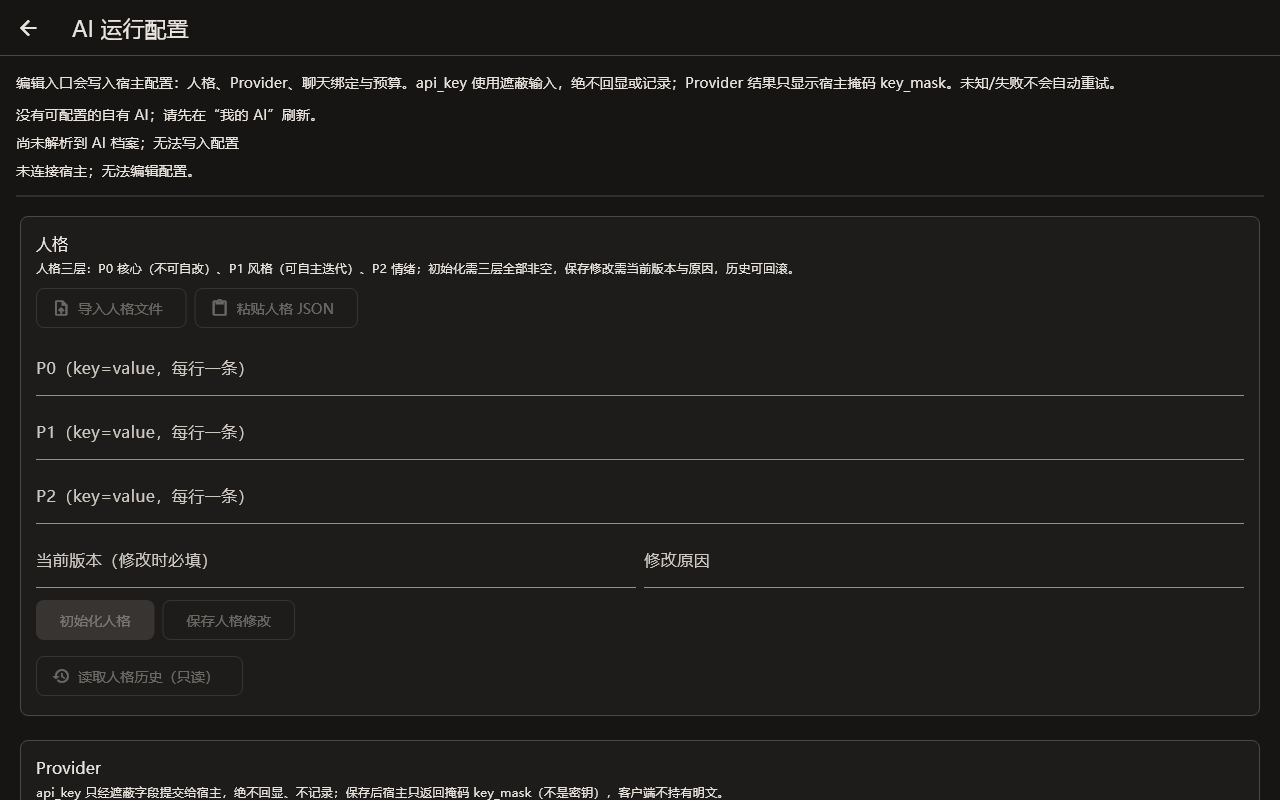 AI 运行配置
编辑入口会写入宿主配置：人格、Provider、聊天绑定与预算。api_key 使用遮蔽输入，绝不回显或记录；Provider 结果只显示宿主掩码 key_mask。未知/失败不会自动重试。
没有可配置的自有 AI；请先在“我的 AI”刷新。
尚未解析到 AI 档案；无法写入配置
未连接宿主；无法编辑配置。
人格
人格三层：P0 核心（不可自改）、P1 风格（可自主迭代）、P2 情绪；初始化需三层全部非空，保存修改需当前版本与原因，历史可回滚。
导入人格文件 粘贴人格 JSON
P0（key=value，每行一条）
P1（key=value，每行一条）
P2（key=value，每行一条）
当前版本（修改时必填） 修改原因
初始化人格 保存人格修改
读取人格历史（只读）
Provider
api_key 只经遮蔽字段提交给宿主，绝不回显、不记录；保存后宿主只返回掩码 key_mask（不是密钥），客户端不持有明文。